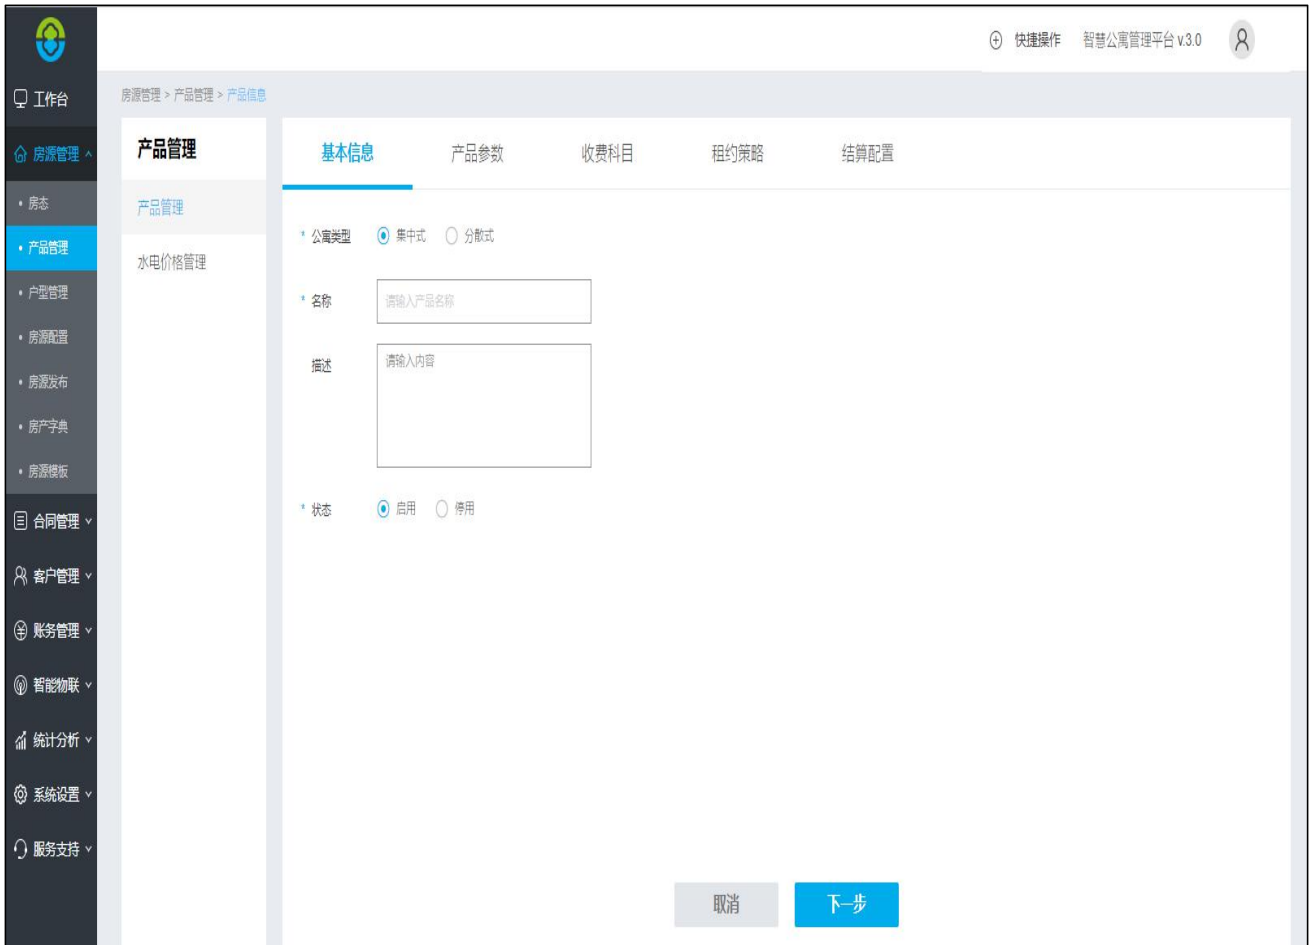 快捷操作 智慧公寓管理平台 v.3.0
工作台
房源管理
房态
产品管理
户型管理
房源配置
房源发布
房产字典
房源模板
合同管理
客户管理
账务管理
智能物联
统计分析
系统设置
服务支持
房源管理 > 产品管理 > 产品信息
产品管理
产品管理
水电价格管理
基本信息 产品参数 收费科目 租约策略 结算配置
* 公寓类型 集中式 分散式
* 名称 请输入产品名称
描述 请输入内容
* 状态 启用 停用
取消 下一步